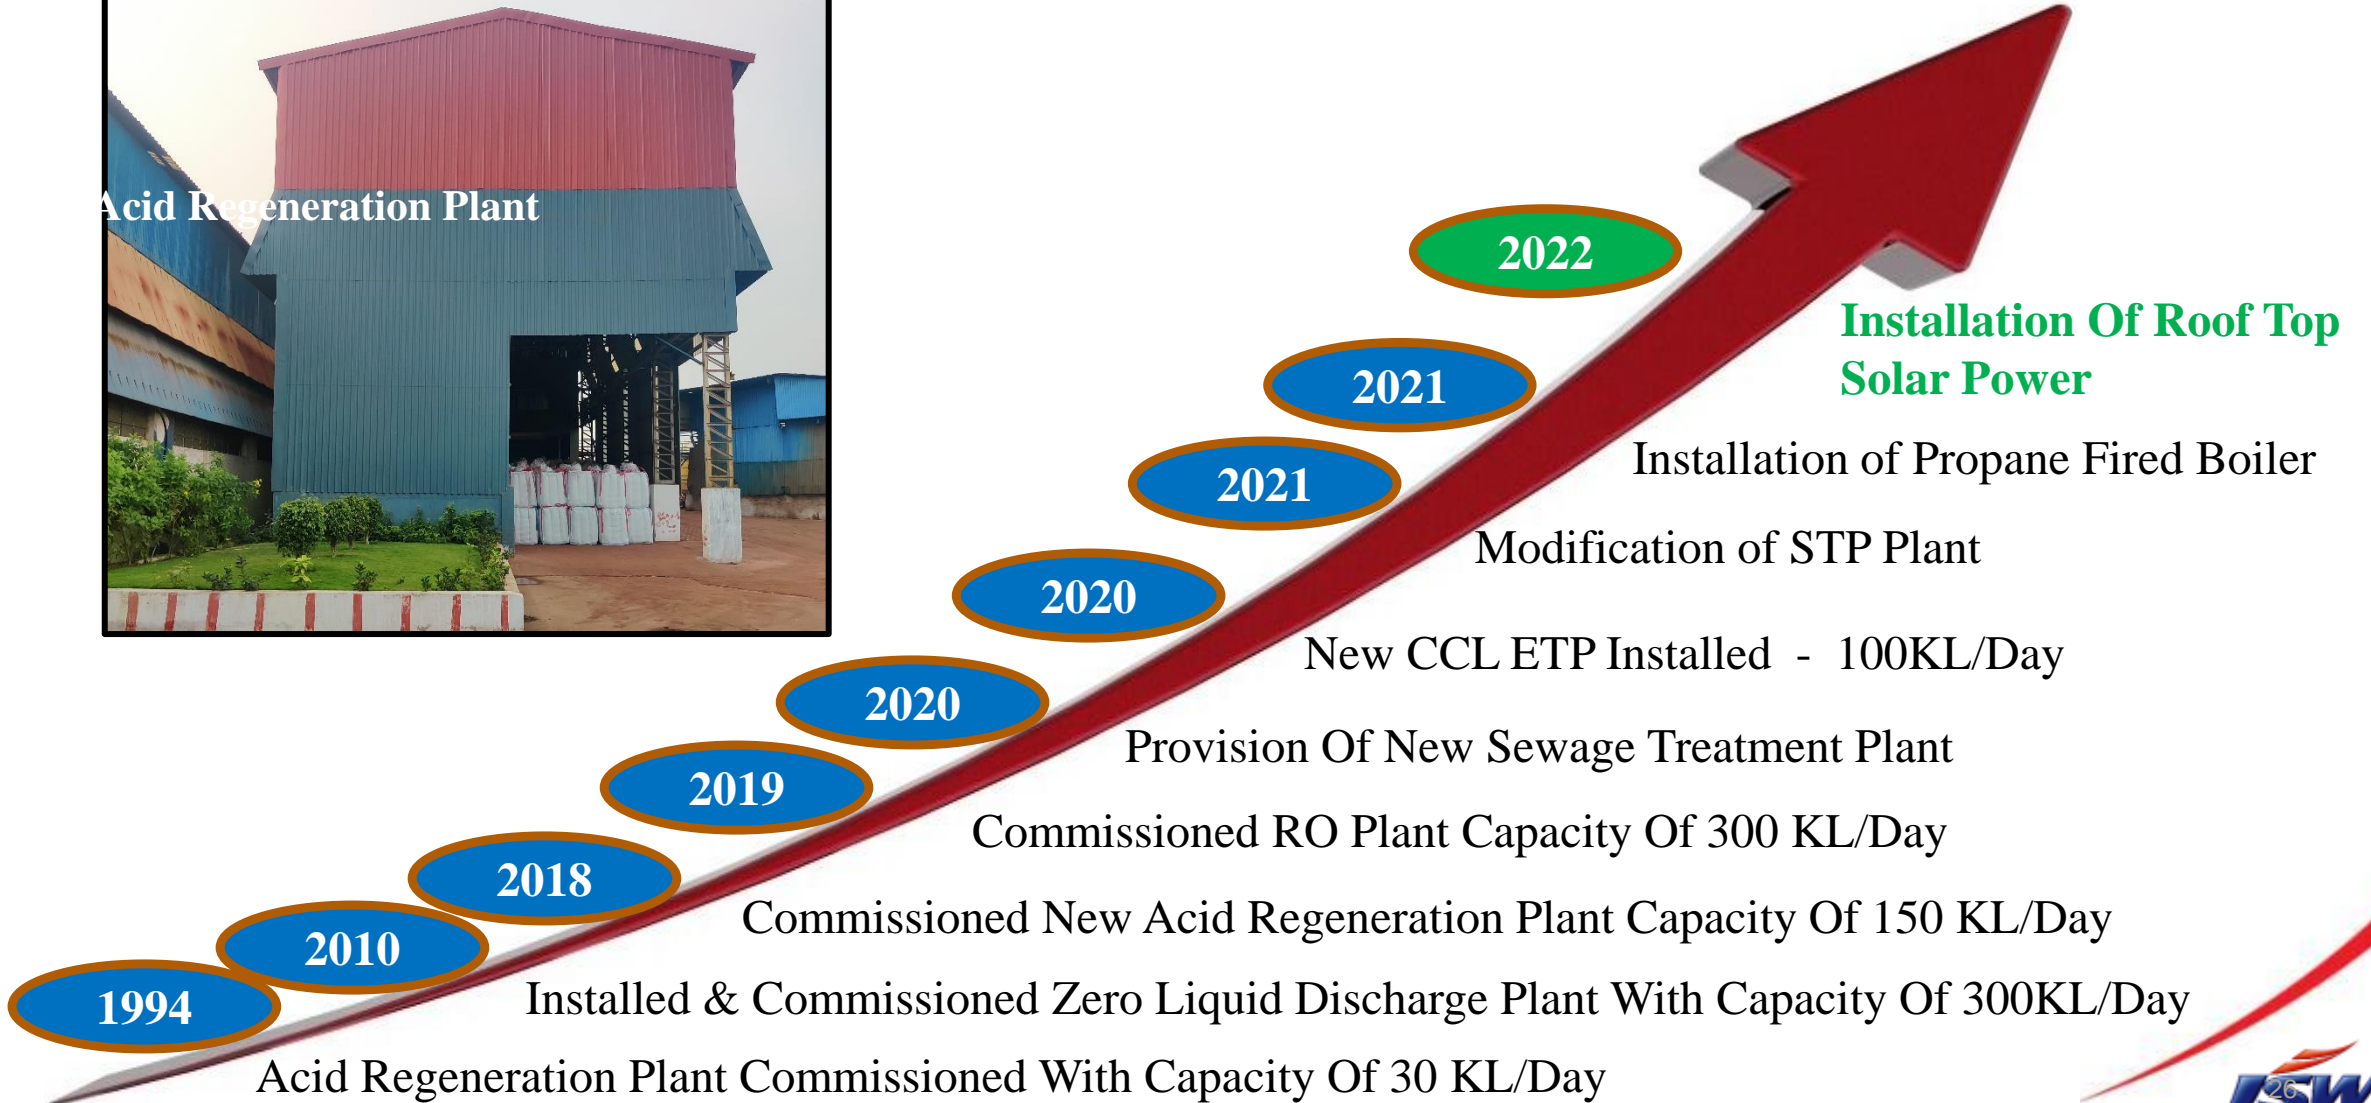 Acid Regeneration Plant
2022
Installation Of Roof Top
Solar Power
2021
Installation of Propane Fired Boiler
2021
Modification of STP Plant
2020
New CCL ETP Installed - 100KL/Day
2020
Provision Of New Sewage Treatment Plant
2019
Commissioned RO Plant Capacity Of 300 KL/Day
2018
Commissioned New Acid Regeneration Plant Capacity Of 150 KL/Day
2010
Installed & Commissioned Zero Liquid Discharge Plant With Capacity Of 300KL/Day
1994
Acid Regeneration Plant Commissioned With Capacity Of 30 KL/Day
JSW
26